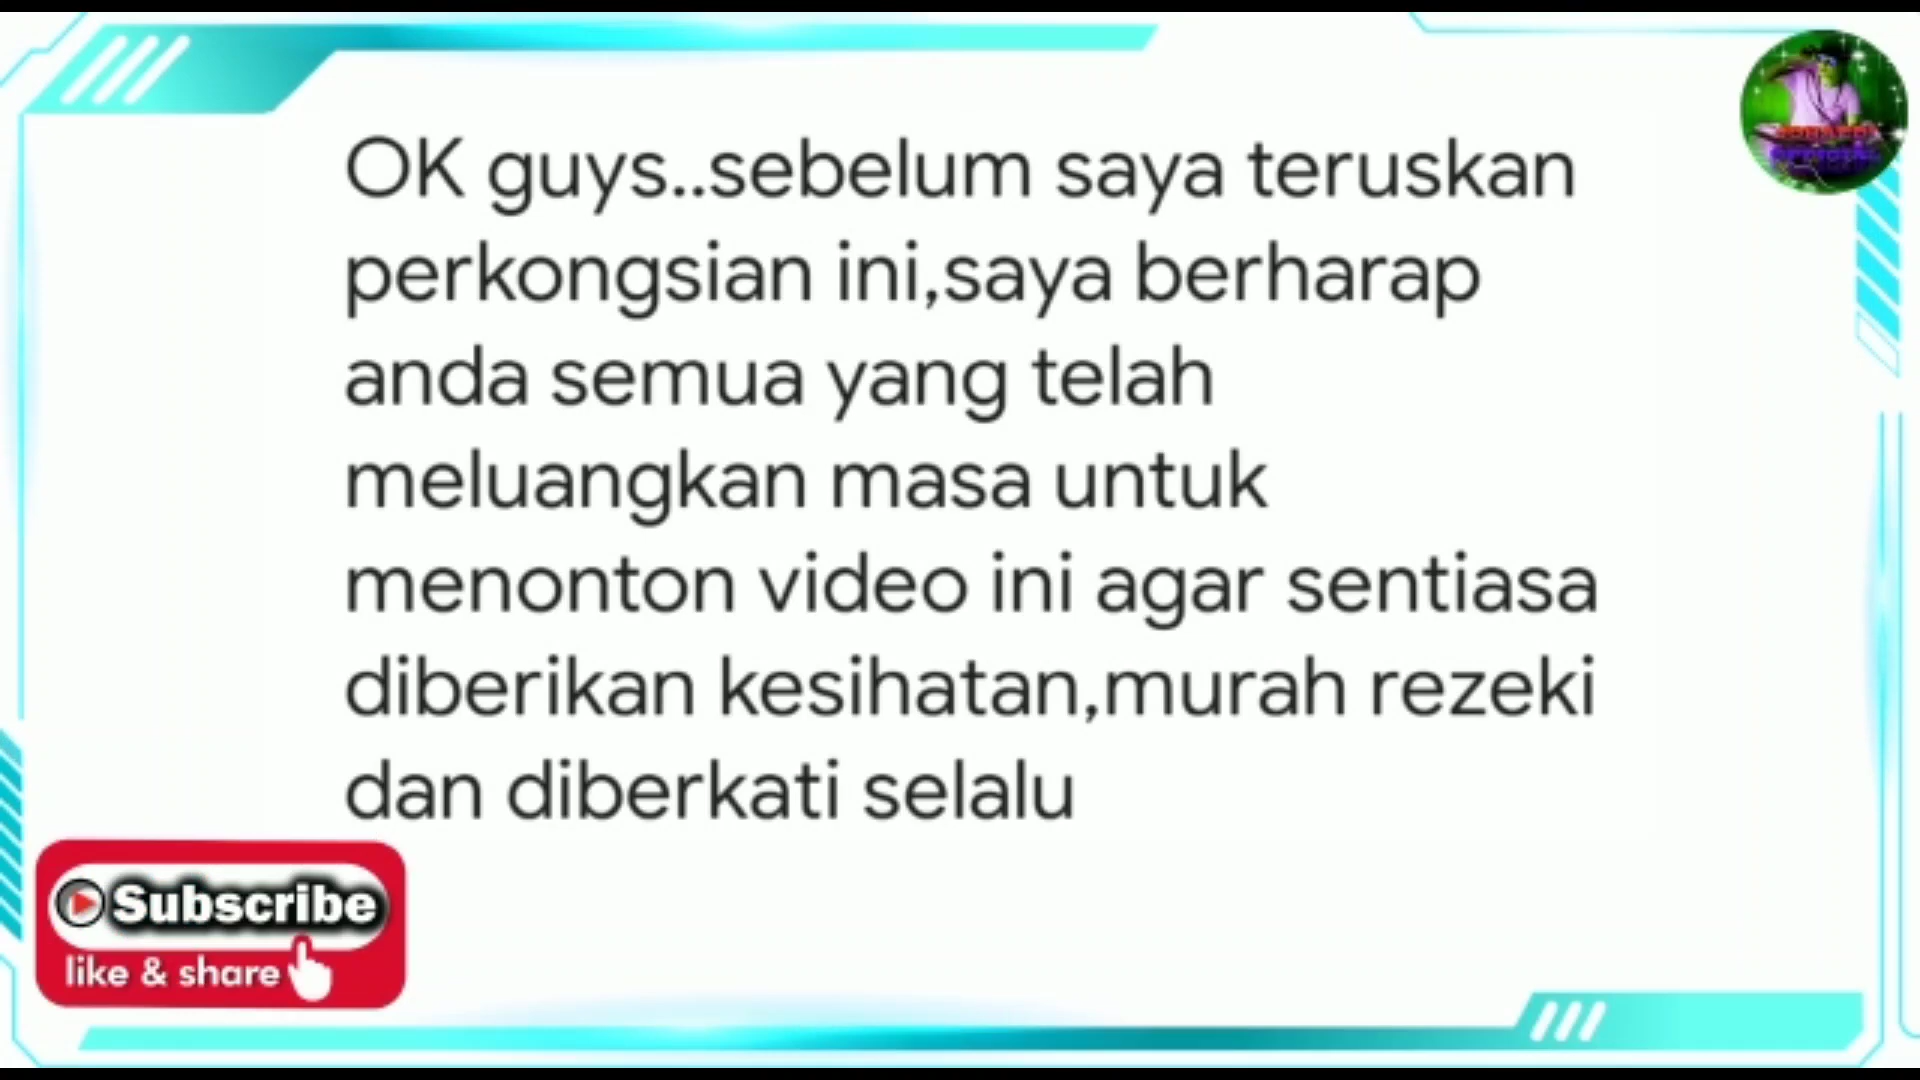 OK guys..sebelum saya teruskan
perkongsian ini,saya berharap
anda semua yang telah
meluangkan masa untuk
menonton video ini agar sentiasa
diberikan kesihatan,murah rezeki
dan diberkati selalu
Subscribe
like & share